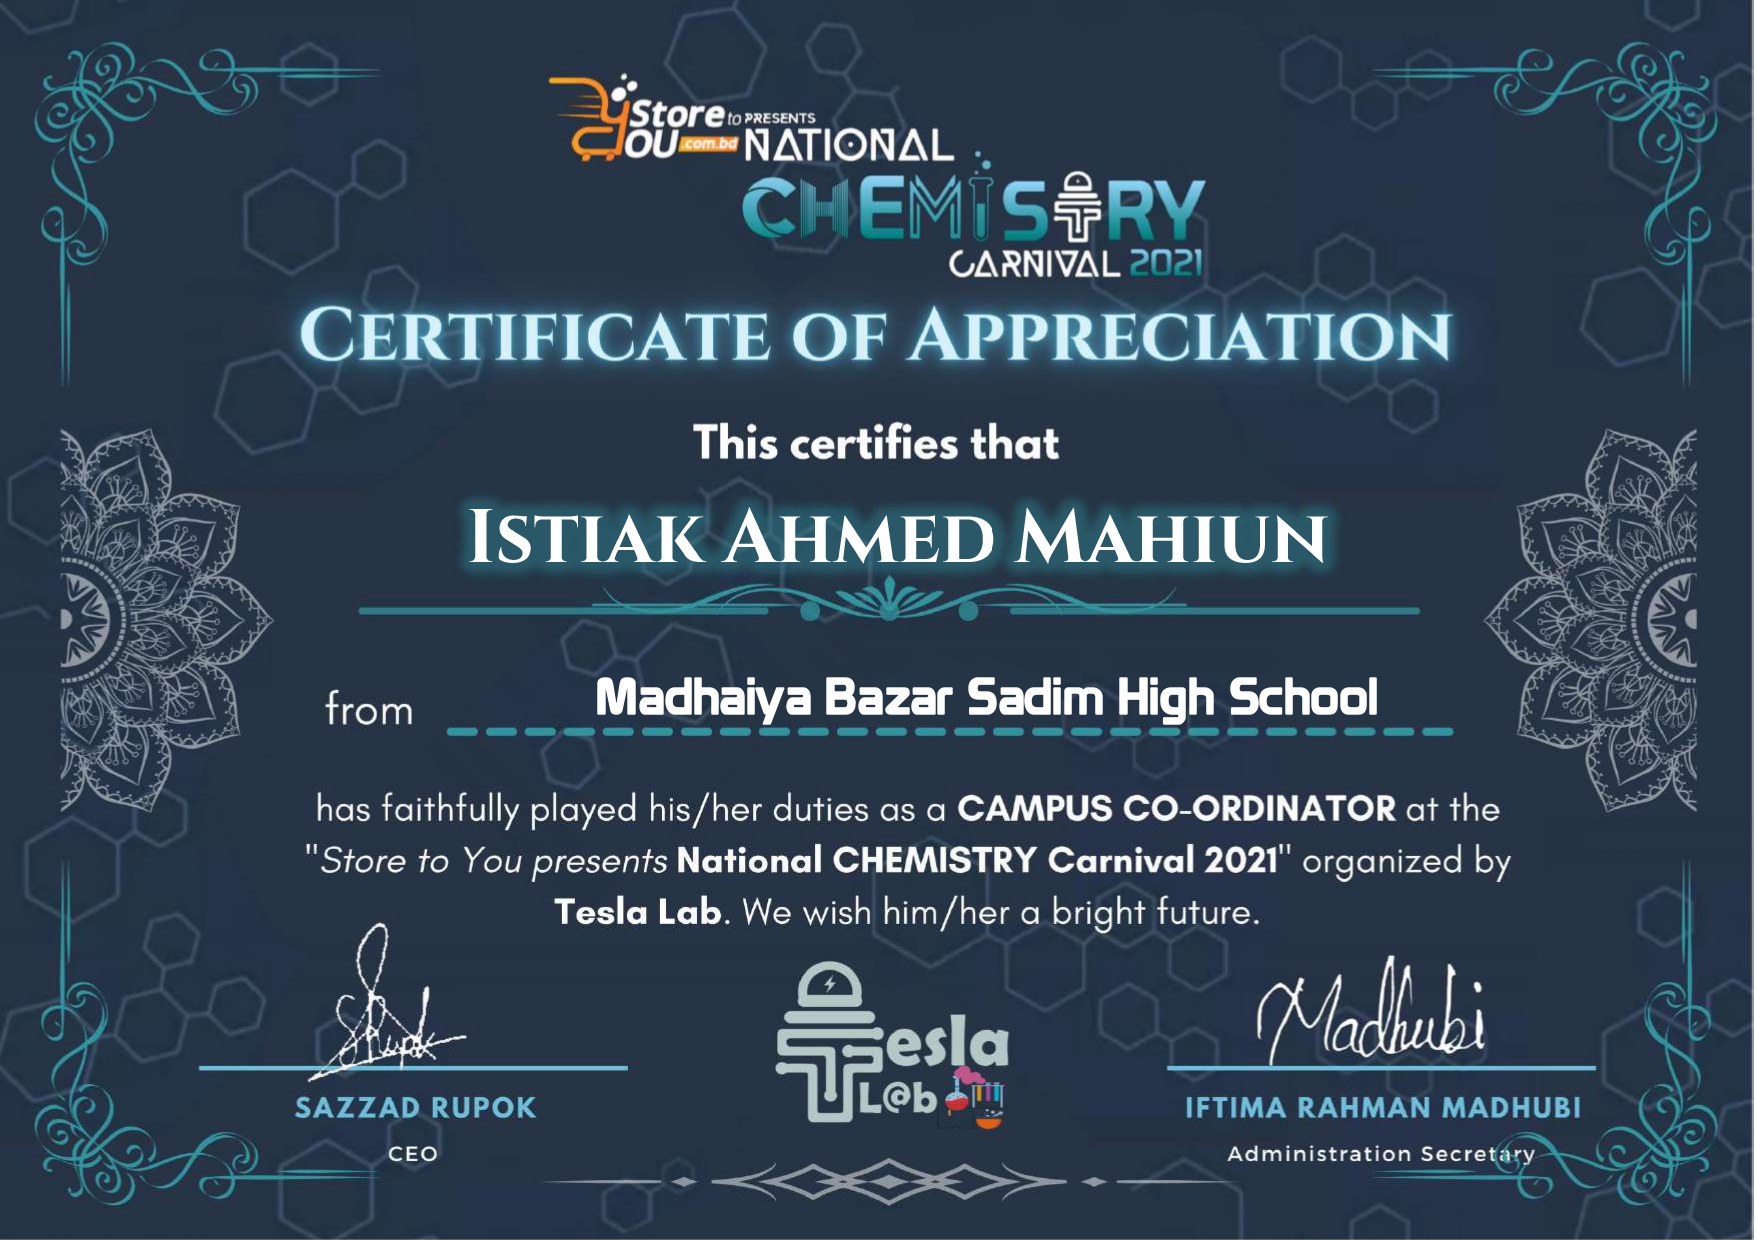 Store to PRESENTS
YOU .com.bd NATIONAL
CHEMISTRY
CARNIVAL 2021
CERTIFICATE OF APPRECIATION
This certifies that
ISTIAK AHMED MAHIUN
from Madhaiya Bazar Sadim High School
has faithfully played his/her duties as a CAMPUS CO-ORDINATOR at the
"Store to You presents National CHEMISTRY Carnival 2021" organized by
Tesla Lab. We wish him/her a bright future.
SRupok
Madhubi
Tesla
L@b
SAZZAD RUPOK
IFTIMA RAHMAN MADHUBI
CEO
Administration Secretary